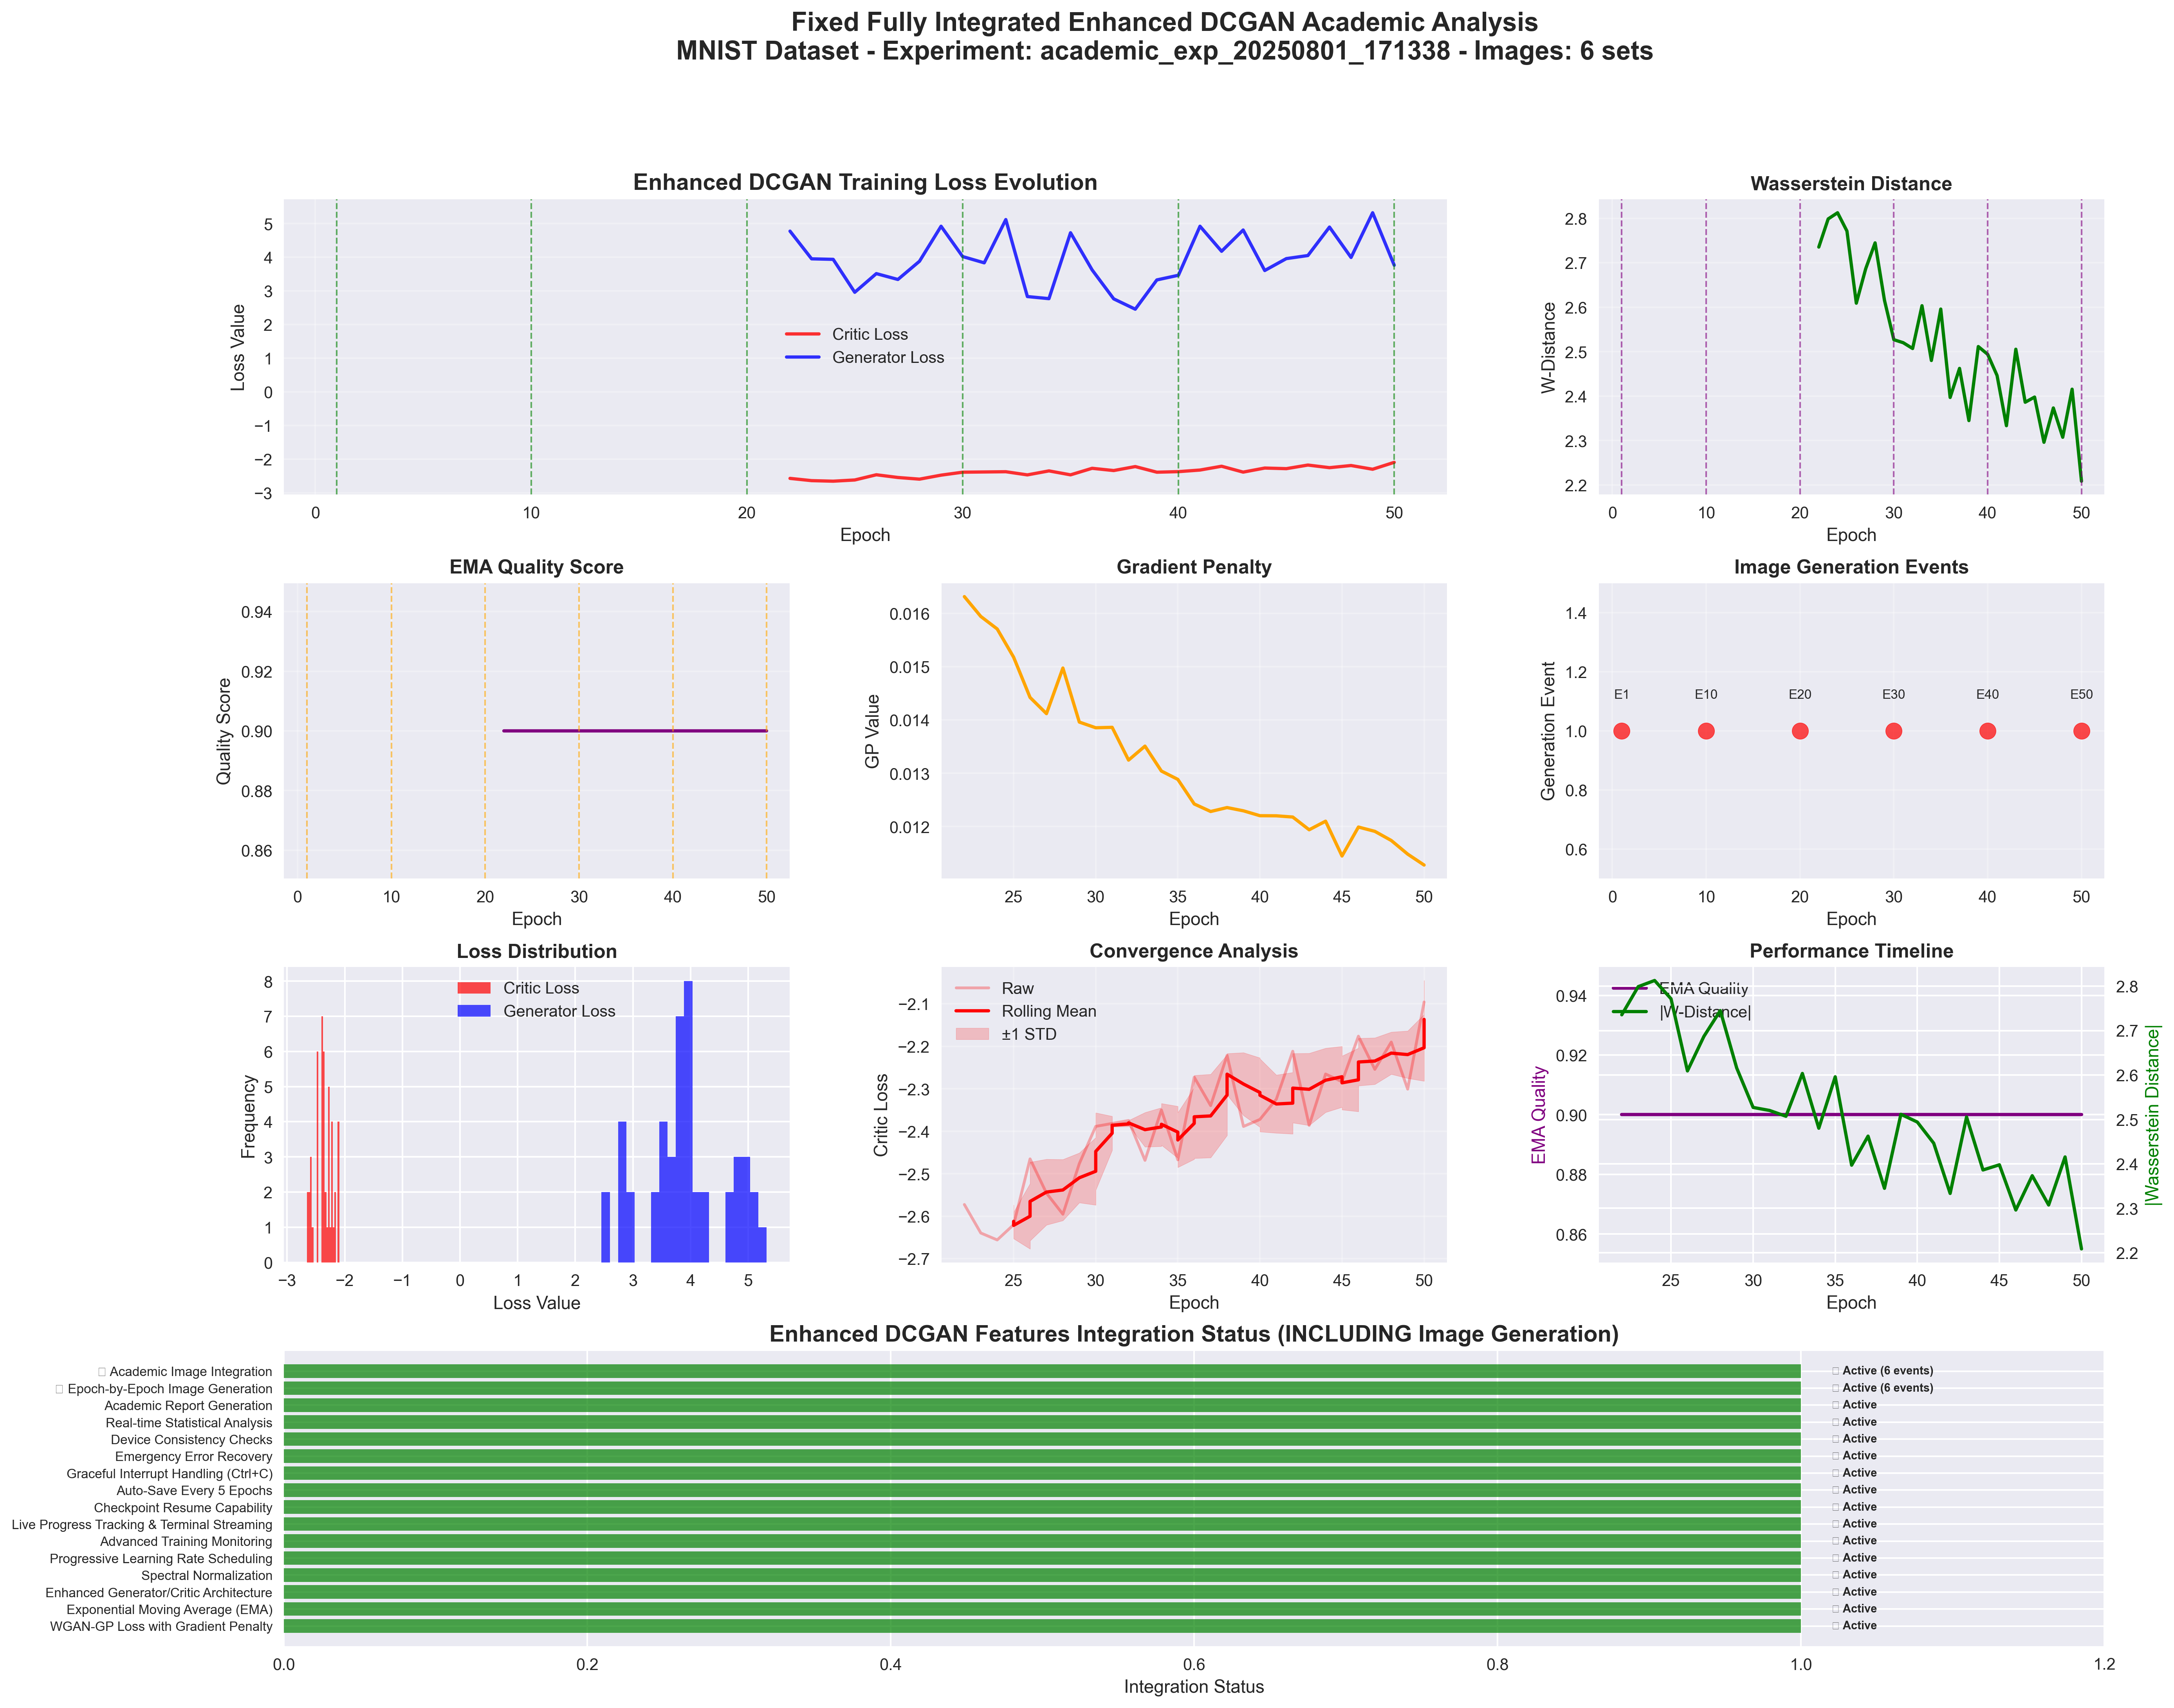 Fixed Fully Integrated Enhanced DCGAN Academic Analysis
MNIST Dataset - Experiment: academic_exp_20250801_171338 - Images: 6 sets
Enhanced DCGAN Training Loss Evolution
Loss Value
5
4
3
2
1
0
−1
−2
−3
Critic Loss
Generator Loss
0
10
20
30
40
50
Epoch
Wasserstein Distance
W-Distance
2.8
2.7
2.6
2.5
2.4
2.3
2.2
0
10
20
30
40
50
Epoch
EMA Quality Score
Quality Score
0.94
0.92
0.90
0.88
0.86
0
10
20
30
40
50
Epoch
Gradient Penalty
GP Value
0.016
0.015
0.014
0.013
0.012
25
30
35
40
45
50
Epoch
Image Generation Events
Generation Event
1.4
1.2
1.0
0.8
0.6
E1
E10
E20
E30
E40
E50
0
10
20
30
40
50
Epoch
Loss Distribution
Frequency
8
7
6
5
4
3
2
1
0
Critic Loss
Generator Loss
−3
−2
−1
0
1
2
3
4
5
Loss Value
Convergence Analysis
Critic Loss
−2.1
−2.2
−2.3
−2.4
−2.5
−2.6
−2.7
Raw
Rolling Mean
±1 STD
25
30
35
40
45
50
Epoch
Performance Timeline
EMA Quality
0.94
0.92
0.90
0.88
0.86
EMA Quality
|W-Distance|
2.8
2.7
2.6
2.5
2.4
2.3
2.2
|Wasserstein Distance|
25
30
35
40
45
50
Epoch
Enhanced DCGAN Features Integration Status (INCLUDING Image Generation)
Academic Image Integration Active (6 events)
Epoch-by-Epoch Image Generation Active (6 events)
Academic Report Generation Active
Real-time Statistical Analysis Active
Device Consistency Checks Active
Emergency Error Recovery Active
Graceful Interrupt Handling (Ctrl+C) Active
Auto-Save Every 5 Epochs Active
Checkpoint Resume Capability Active
Live Progress Tracking & Terminal Streaming Active
Advanced Training Monitoring Active
Progressive Learning Rate Scheduling Active
Spectral Normalization Active
Enhanced Generator/Critic Architecture Active
Exponential Moving Average (EMA) Active
WGAN-GP Loss with Gradient Penalty Active
0.0
0.2
0.4
0.6
0.8
1.0
1.2
Integration Status